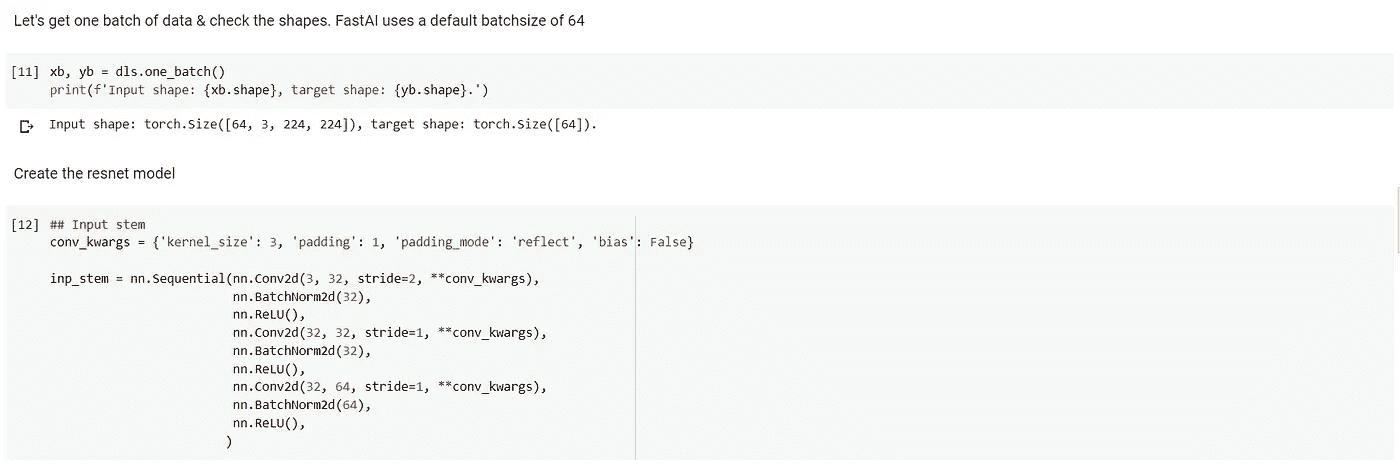 Let's get one batch of data & check the shapes. FastAI uses a default batchsize of 64
[11] xb, yb = dls.one_batch()
print(f'Input shape: {xb.shape}, target shape: {yb.shape}.')
Input shape: torch.Size([64, 3, 224, 224]), target shape: torch.Size([64]).
Create the resnet model
[12] ## Input stem
conv_kwargs = {'kernel_size': 3, 'padding': 1, 'padding_mode': 'reflect', 'bias': False}
inp_stem = nn.Sequential(nn.Conv2d(3, 32, stride=2, **conv_kwargs),
nn.BatchNorm2d(32),
nn.ReLU(),
nn.Conv2d(32, 32, stride=1, **conv_kwargs),
nn.BatchNorm2d(32),
nn.ReLU(),
nn.Conv2d(32, 64, stride=1, **conv_kwargs),
nn.BatchNorm2d(64),
nn.ReLU(),
)